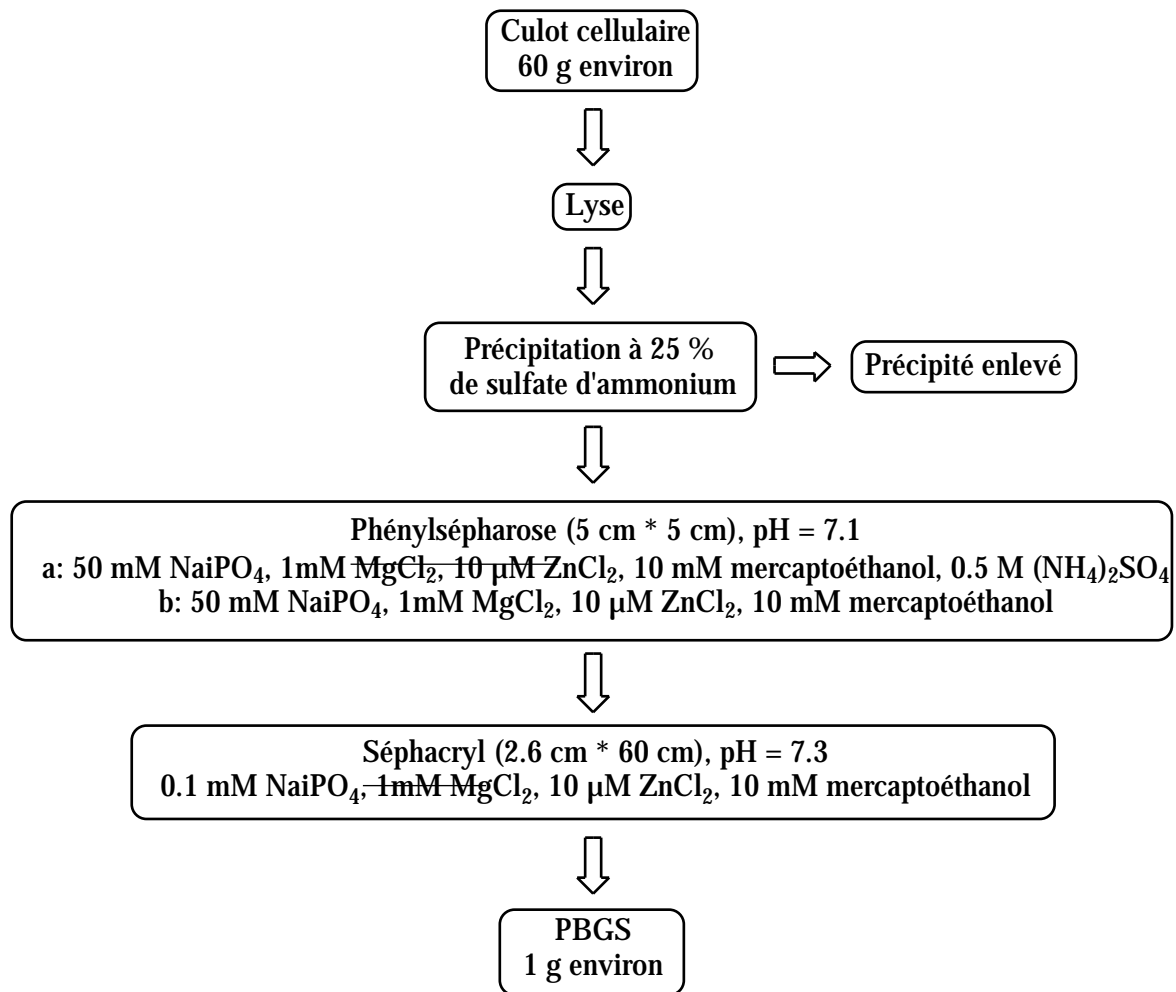 Culot cellulaire
60 g environ
Lyse
Précipitation à 25 %
de sulfate d'ammonium
Précipité enlevé
Phénylsépharose (5 cm * 5 cm), pH = 7.1
a: 50 mM NaiPO₄, 1mM MgCl₂, 10 µM ZnCl₂, 10 mM mercaptoéthanol, 0.5 M (NH₄)₂SO₄
b: 50 mM NaiPO₄, 1mM MgCl₂, 10 µM ZnCl₂, 10 mM mercaptoéthanol
Séphacryl (2.6 cm * 60 cm), pH = 7.3
0.1 mM NaiPO₄, 1mM MgCl₂, 10 µM ZnCl₂, 10 mM mercaptoéthanol
PBGS
1 g environ